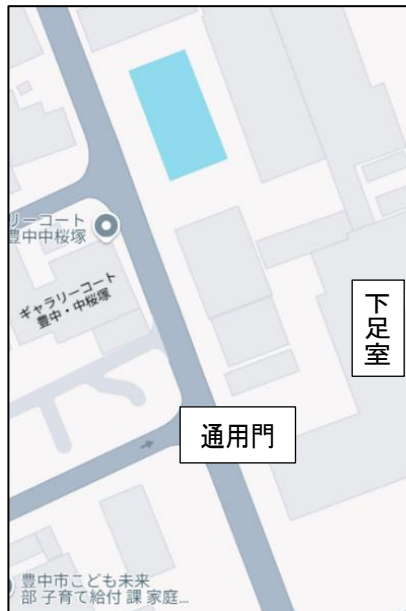 リーコート
豊中中桜塚
ギャラリーコート
豊中・中桜塚
下足室
通用門
豊中市こども未来
部 子育て給付 課 家庭...